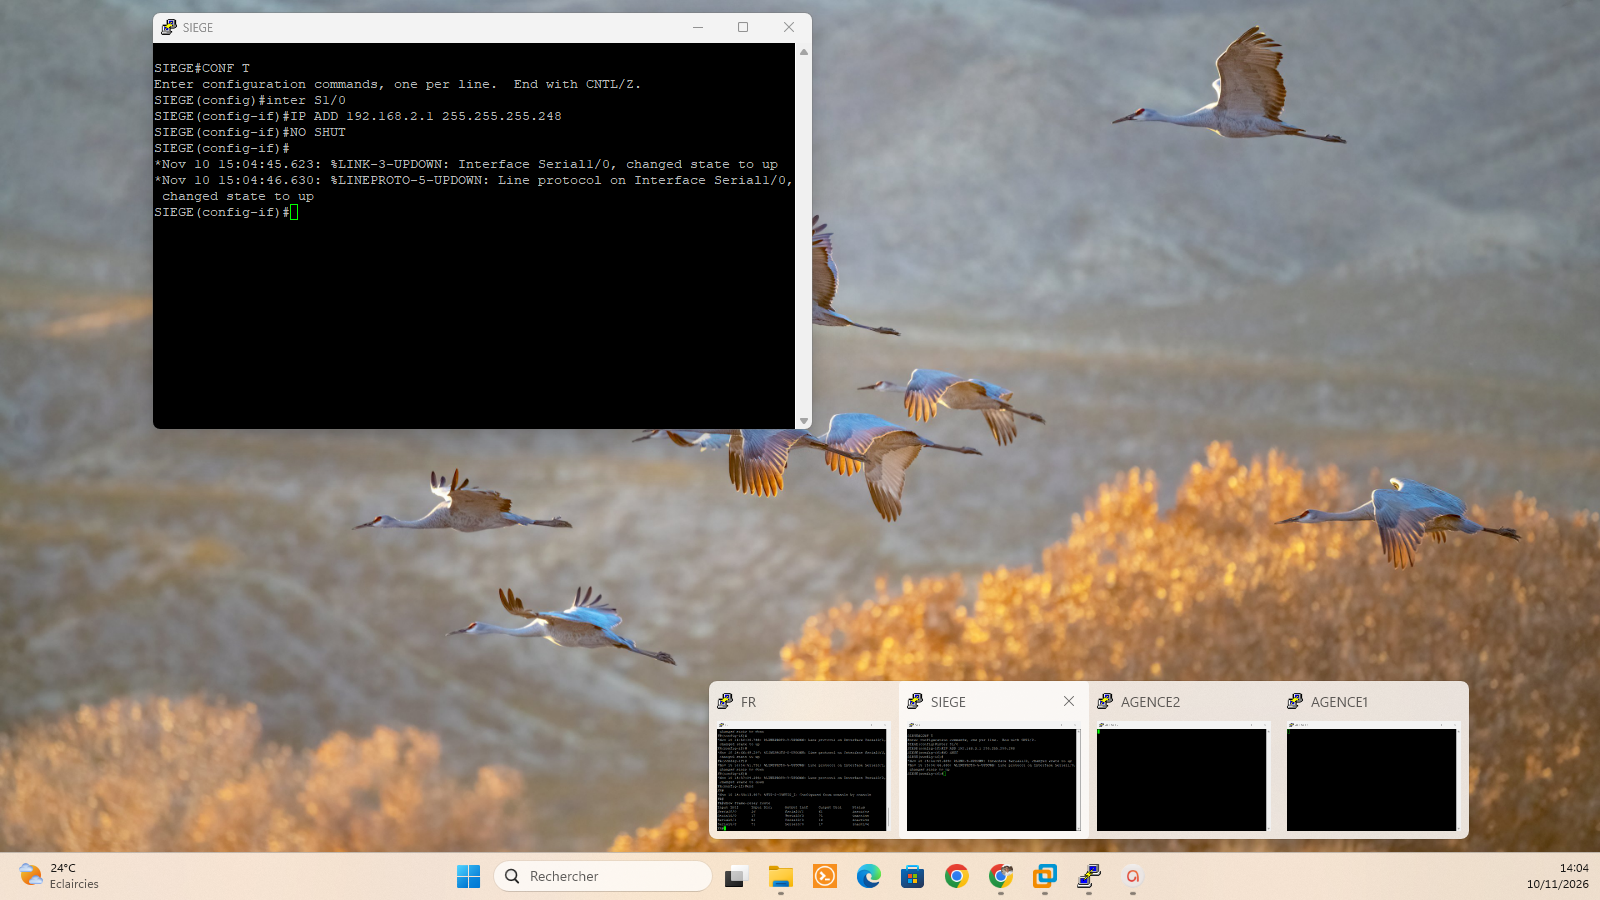 SIEGE
SIEGE#CONF T
Enter configuration commands, one per line.  End with CNTL/Z.
SIEGE(config)#inter S1/0
SIEGE(config-if)#IP ADD 192.168.2.1 255.255.255.248
SIEGE(config-if)#NO SHUT
SIEGE(config-if)#
*Nov 10 15:04:45.623: %LINK-3-UPDOWN: Interface Serial1/0, changed state to up
*Nov 10 15:04:46.630: %LINEPROTO-5-UPDOWN: Line protocol on Interface Serial1/0,
 changed state to up
SIEGE(config-if)#
FR
SIEGE
AGENCE2
AGENCE1
24°C
Eclaircies
Rechercher
14:04
10/11/2026